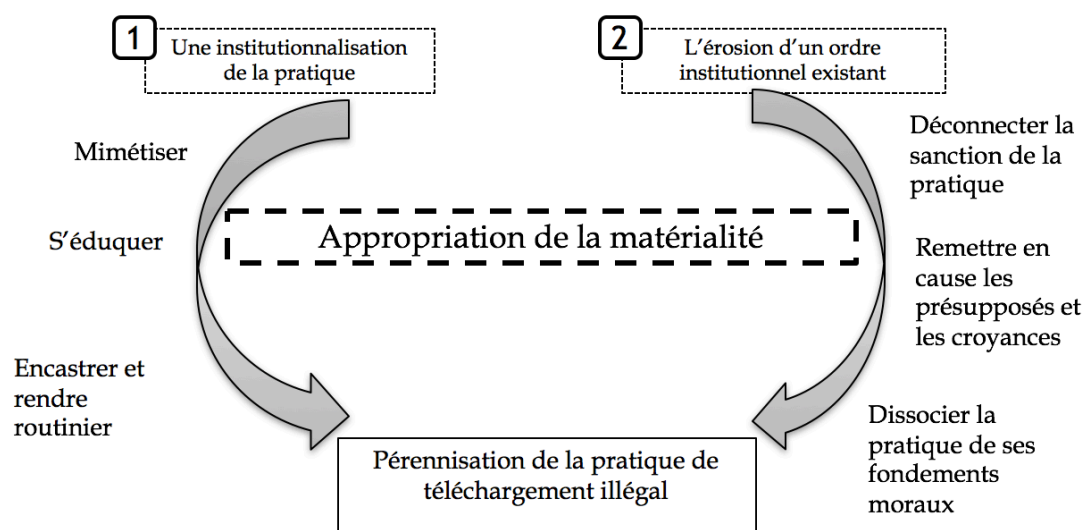 1
Une institutionnalisation
de la pratique
2
L'érosion d'un ordre
institutionnel existant
Mimétiser
S'éduquer
Encastrer et
rendre
routinier
Appropriation de la matérialité
Déconnecter la
sanction de la
pratique
Remettre en
cause les
présupposés et
les croyances
Dissocier la
pratique de ses
fondements
moraux
Pérennisation de la pratique de
téléchargement illégal